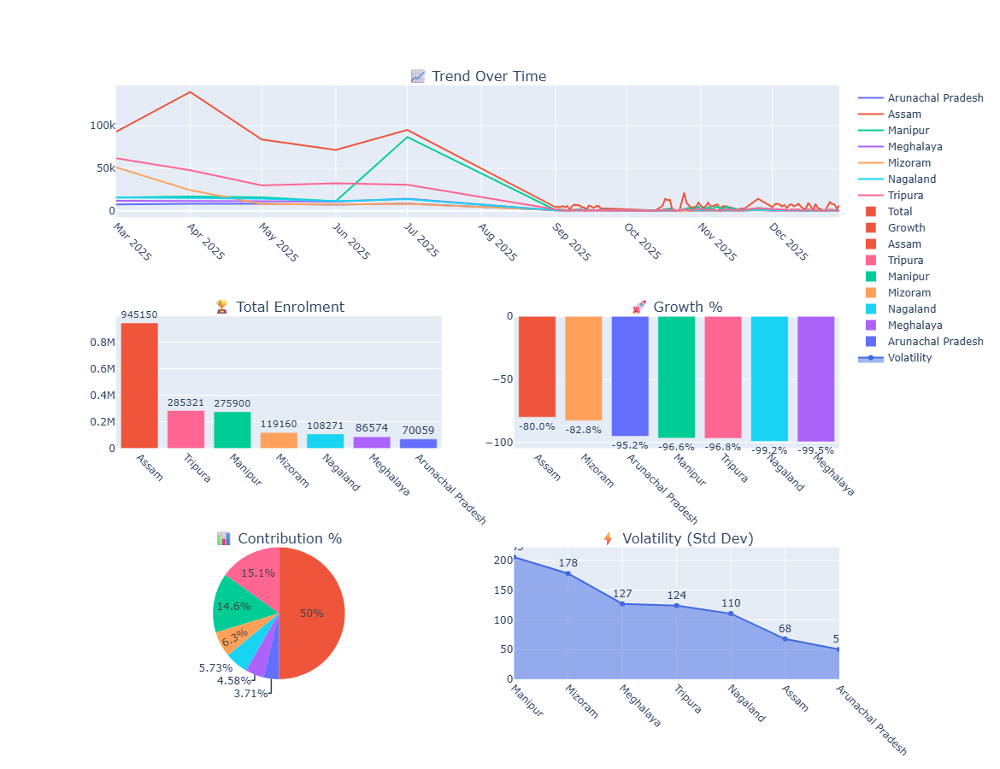 📈 Trend Over Time
100k
50k
0
Mar 2025
Apr 2025
May 2025
Jun 2025
Jul 2025
Aug 2025
Sep 2025
Oct 2025
Nov 2025
Dec 2025
Arunachal Pradesh
Assam
Manipur
Meghalaya
Mizoram
Nagaland
Tripura
Total
Growth
Assam
Tripura
Manipur
Mizoram
Nagaland
Meghalaya
Arunachal Pradesh
Volatility
🏆 Total Enrolment
0.8M
0.6M
0.4M
0.2M
0
945150
285321
275900
119160
108271
86574
70059
Assam
Tripura
Manipur
Mizoram
Nagaland
Meghalaya
Arunachal Pradesh
🚀 Growth %
0
−50
−100
-80.0%
-82.8%
-95.2%
-96.6%
-96.8%
-99.2%
-99.5%
Assam
Mizoram
Arunachal Pradesh
Manipur
Tripura
Nagaland
Meghalaya
📊 Contribution %
50%
15.1%
14.6%
6.3%
5.73%
4.58%
3.71%
⚡ Volatility (Std Dev)
200
150
100
50
0
178
127
124
110
68
Manipur
Mizoram
Meghalaya
Tripura
Nagaland
Assam
Arunachal Pradesh